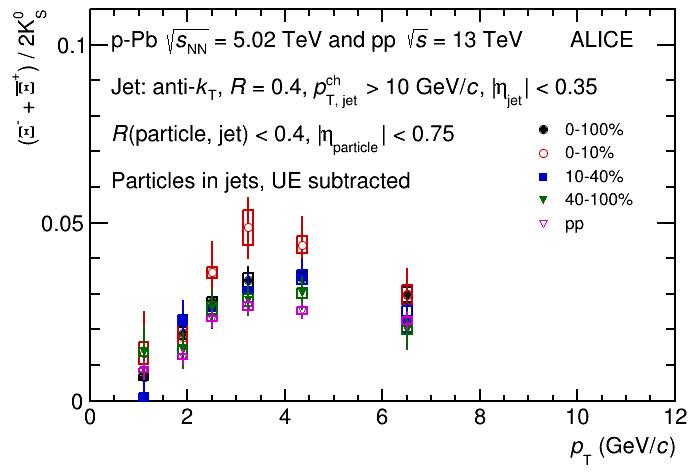 p-Pb √s_NN = 5.02 TeV and pp √s = 13 TeV ALICE
Jet: anti-k_T, R = 0.4, p^ch_T, jet > 10 GeV/c, |η_jet| < 0.35
R(particle, jet) < 0.4, |η_particle| < 0.75
Particles in jets, UE subtracted
0-100%
0-10%
10-40%
40-100%
pp
(Ξ^- + Ξ̅^+) / 2K^0_S
0.1
0.05
0
0 2 4 6 8 10 12
p_T (GeV/c)